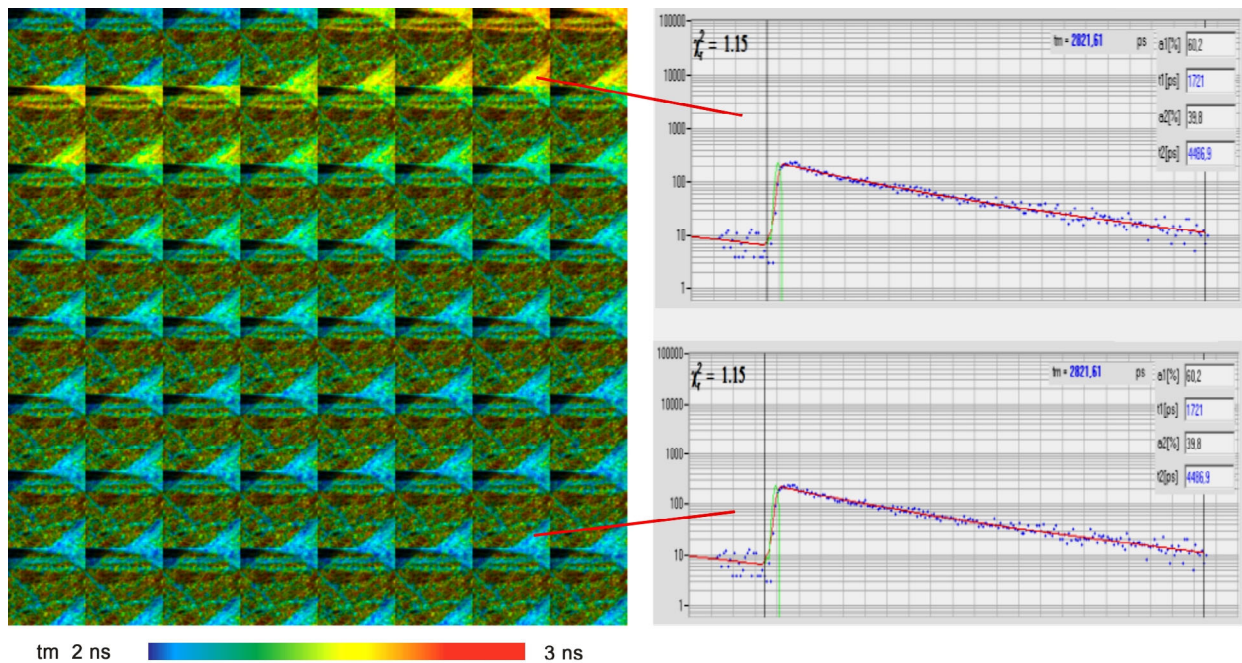 100000
10000
1000
100
10
1
χ²r = 1.15
tm = 2821,61 ps
a1[%] 60,2
t1[ps] 1721
a2[%] 39,8
t2[ps] 4486,9
100000
10000
1000
100
10
1
χ²r = 1.15
tm = 2821,61 ps
a1[%] 60,2
t1[ps] 1721
a2[%] 39,8
t2[ps] 4486,9
tm 2 ns 3 ns